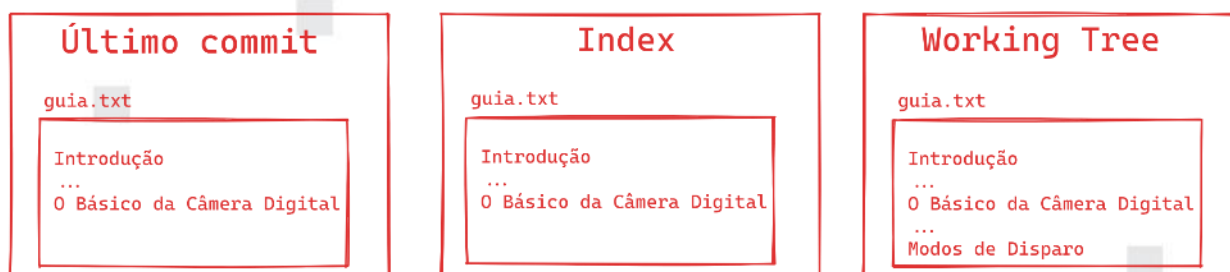 Último commit
guia.txt
Introdução
...
O Básico da Câmera Digital
Index
guia.txt
Introdução
...
O Básico da Câmera Digital
Working Tree
guia.txt
Introdução
...
O Básico da Câmera Digital
...
Modos de Disparo